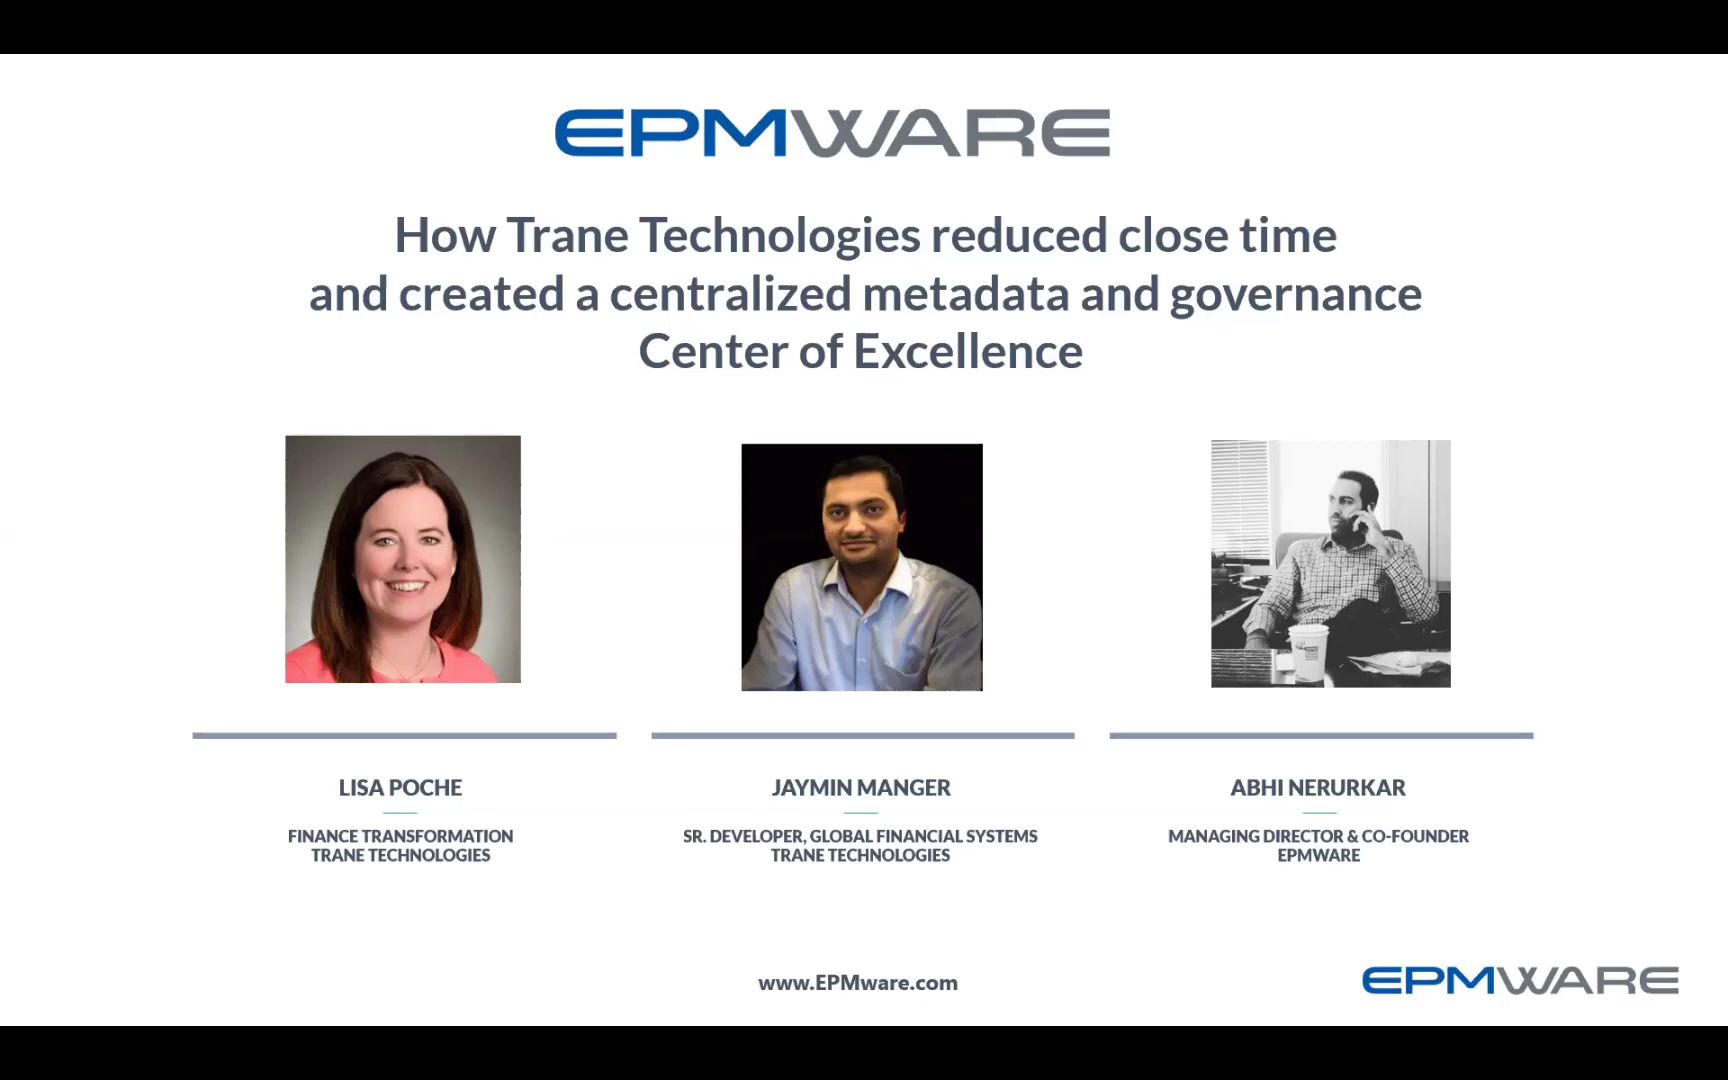 EPMWARE
How Trane Technologies reduced close time
and created a centralized metadata and governance
Center of Excellence
LISA POCHE
FINANCE TRANSFORMATION
TRANE TECHNOLOGIES
JAYMIN MANGER
SR. DEVELOPER, GLOBAL FINANCIAL SYSTEMS
TRANE TECHNOLOGIES
ABHI NERURKAR
MANAGING DIRECTOR & CO-FOUNDER
EPMWARE
www.EPMware.com
EPMWARE